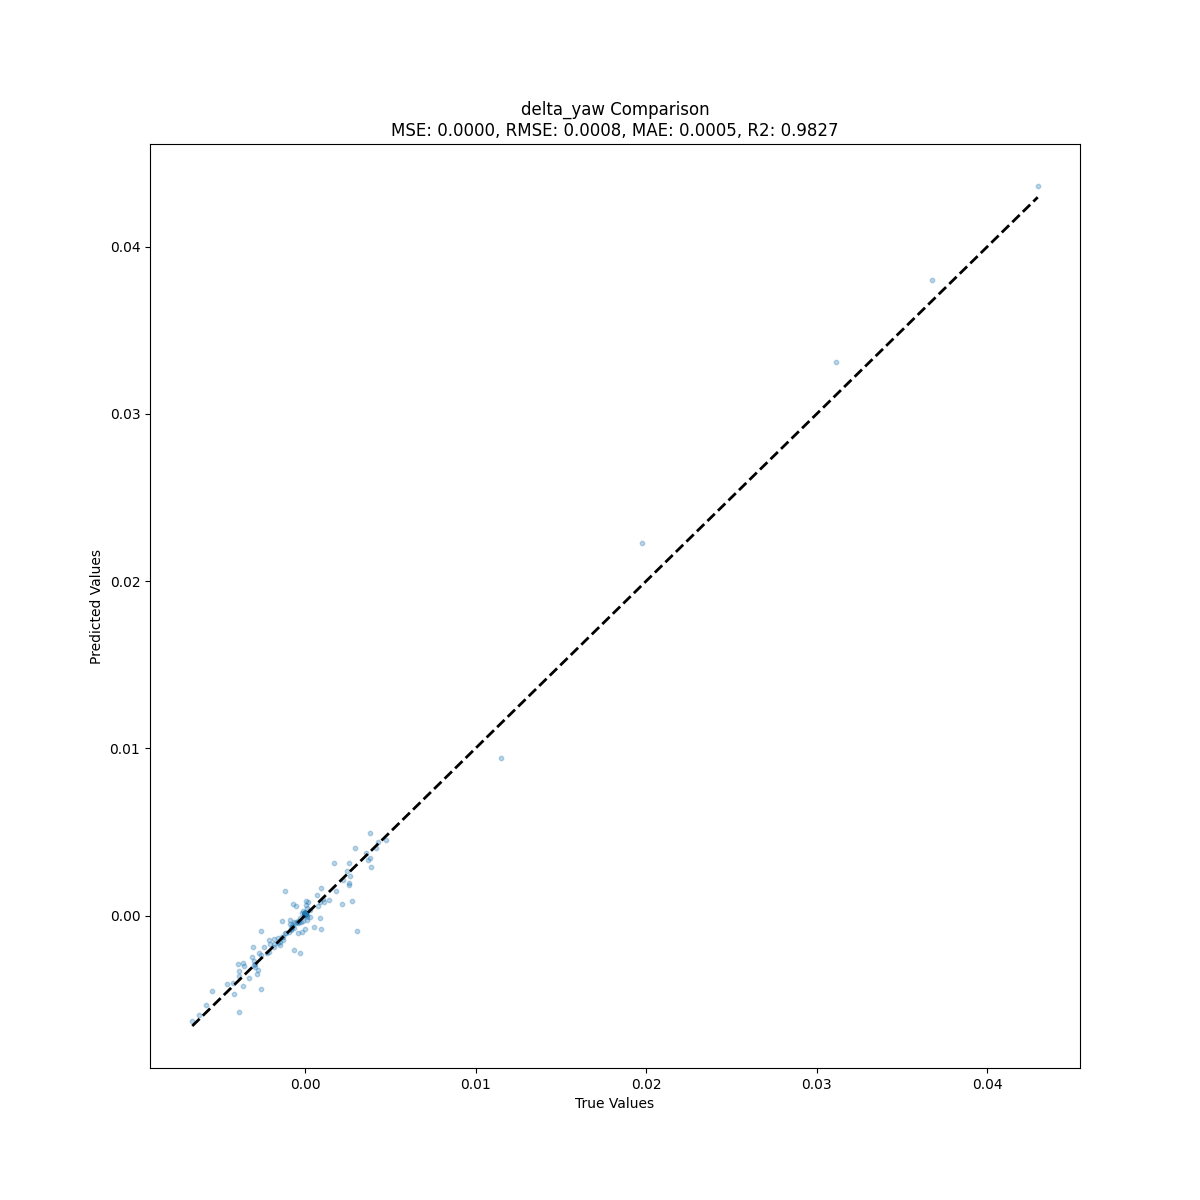 delta_yaw Comparison
MSE: 0.0000, RMSE: 0.0008, MAE: 0.0005, R2: 0.9827
0.04
0.03
0.02
0.01
0.00
Predicted Values
0.00 0.01 0.02 0.03 0.04
True Values